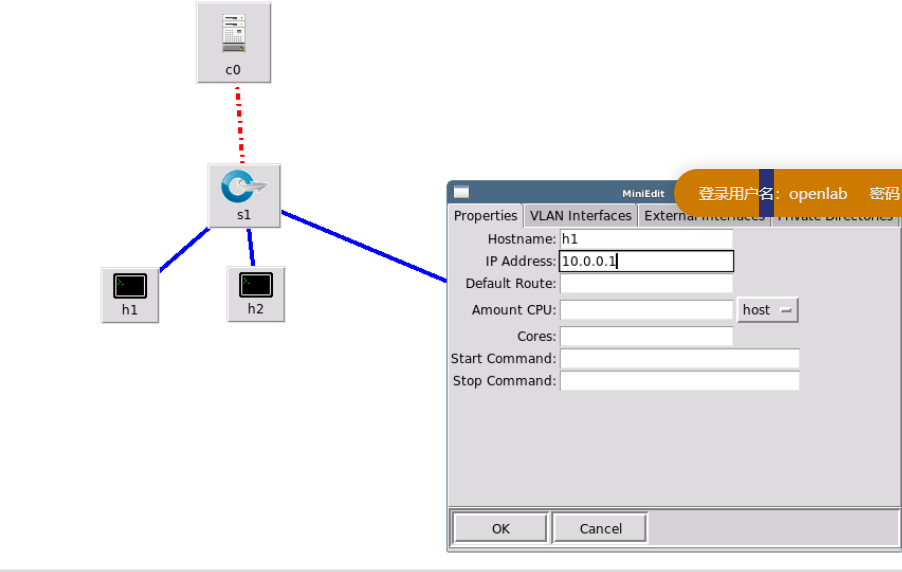 c0
s1
h1
h2
MiniEdit
登录用户名：openlab 密码
Properties VLAN Interfaces External Interfaces Private Directories
Hostname: h1
IP Address: 10.0.0.1
Default Route:
Amount CPU: host
Cores:
Start Command:
Stop Command:
OK Cancel